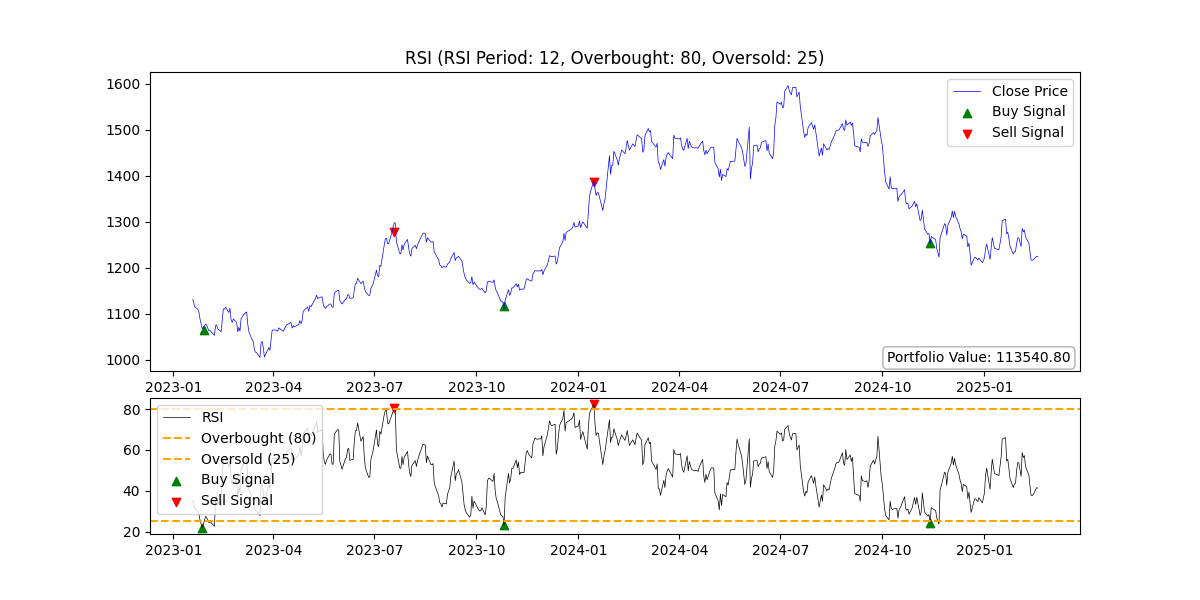 RSI (RSI Period: 12, Overbought: 80, Oversold: 25)
1600
1500
1400
1300
1200
1100
1000
Close Price
Buy Signal
Sell Signal
Portfolio Value: 113540.80
2023-01 2023-04 2023-07 2023-10 2024-01 2024-04 2024-07 2024-10 2025-01
80
60
40
20
RSI
Overbought (80)
Oversold (25)
Buy Signal
Sell Signal
2023-01 2023-04 2023-07 2023-10 2024-01 2024-04 2024-07 2024-10 2025-01